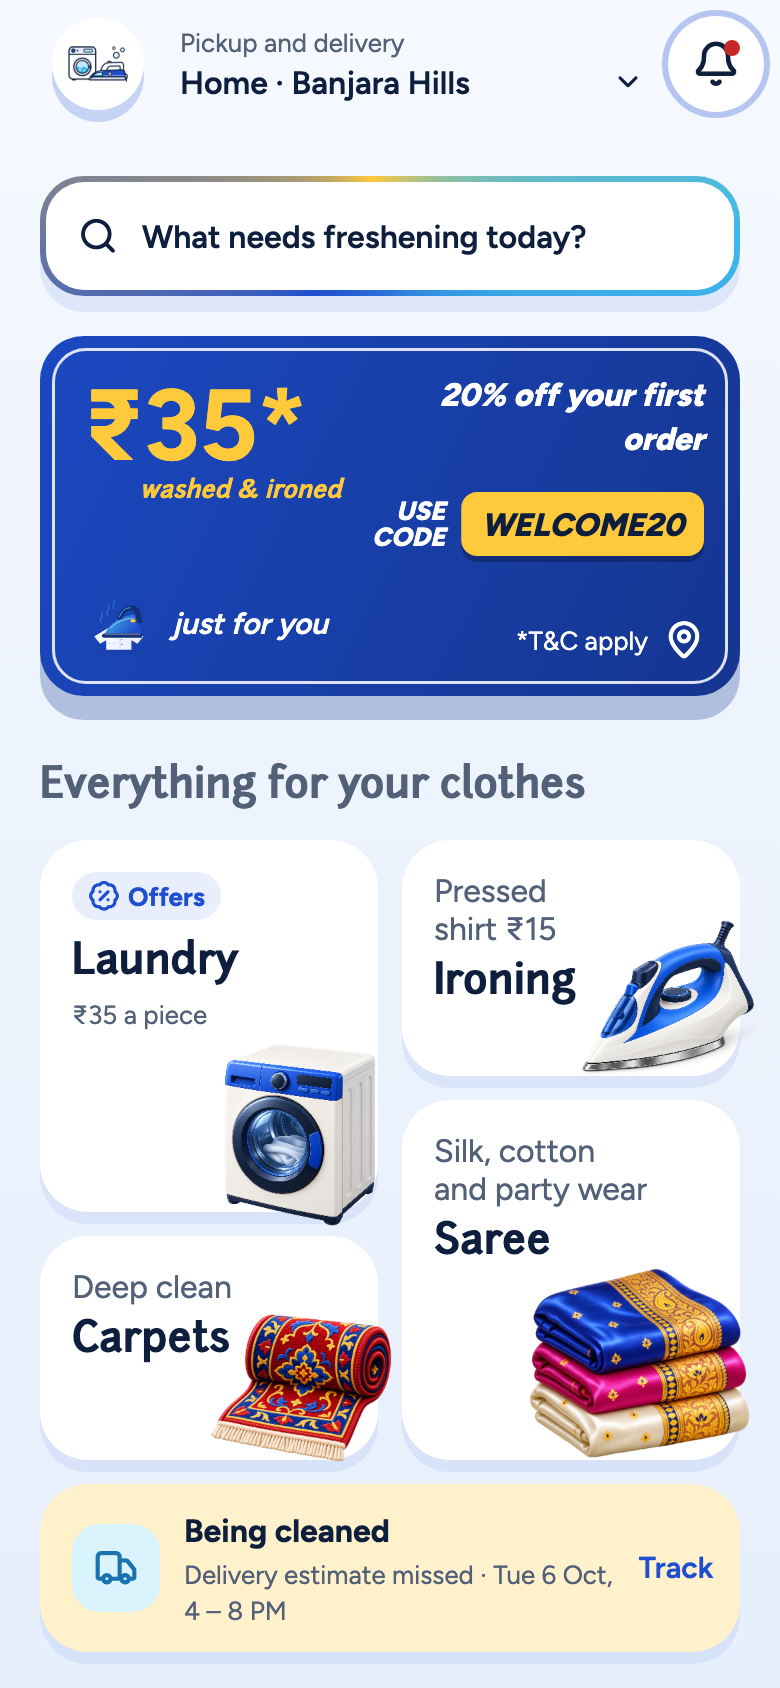 Pickup and delivery
Home · Banjara Hills
What needs freshening today?
₹35*
washed & ironed
20% off your first
order
USE
CODE
WELCOME20
just for you
*T&C apply
Everything for your clothes
Offers
Laundry
₹35 a piece
Pressed
shirt ₹15
Ironing
Silk, cotton
and party wear
Saree
Deep clean
Carpets
Being cleaned
Delivery estimate missed · Tue 6 Oct,
4 – 8 PM
Track